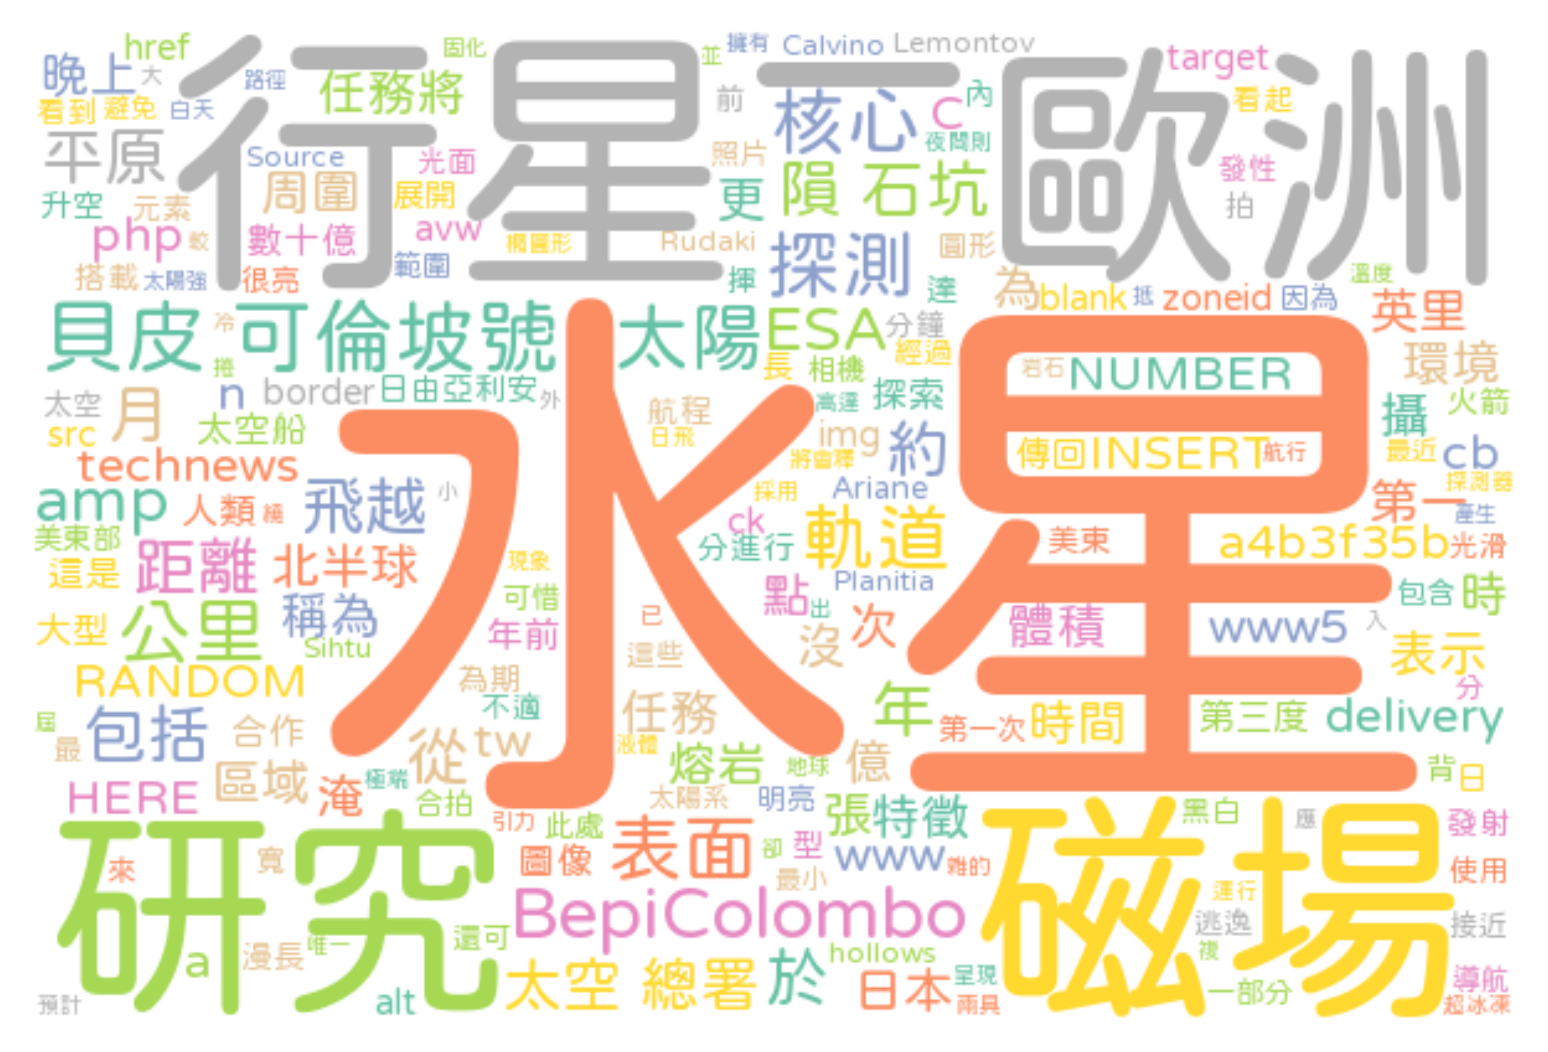 行星 一 歐洲
水星
研究
磁場
href 固化 並 擁有 Calvino Lemontov target
晚上 大 路徑 任務將 前 核心 C 內 看起
看到 避免 白天 夜間則
平原 Source 光面 照片 發性
周圍 展開 更 隕 石坑 拍
升空 元素
php 較 數十億 avw 橢圓形 Rudaki 探測 圓形
搭載 太陽強 很亮 範圍 揮 達 溫度
為 blank 抵 zoneid 因為 英里
貝皮 冷 可倫坡號 太陽 ESA 分鐘
捲 長 相機 經過 岩石 NUMBER 環境
太空 月 n border 日由亞利安 外 高達 探索 攝 火箭
src 太空船 航程 日飛 img 約 傳回 INSERT 航行 最近 cb
technews 將會釋 探測器
amp 人類 繞 飛越 小 採用 Ariane 第一 產生
美東部 ck 分進行 軌道 美東 a4b3f35b 光滑
這是 距離 北半球 現象 點 出 Planitia 包含 時
大型 公里 稱為 可惜 已 次 體積 www5 入
Sihtu 年前 這些 沒 表示
RANDOM 為期 不適 任務 年 分
屆 最 包括 合作 從 tw 液體 第一次 時間 第三度 delivery
區域 極端 熔岩 地球 億 背 日
HERE 淹 合拍 太陽系 明亮 黑白 應
引力 此處 張 特徵 發射
來 寬 圖像 表面 卻 型 www 雜的 使用
最小 運行
BepiColombo 逃逸 接近
a 漫長 唯一 還可 hollows 複
太空 總署 於 日本 呈現 一部分 導航
預計 alt 兩具 超冰凍